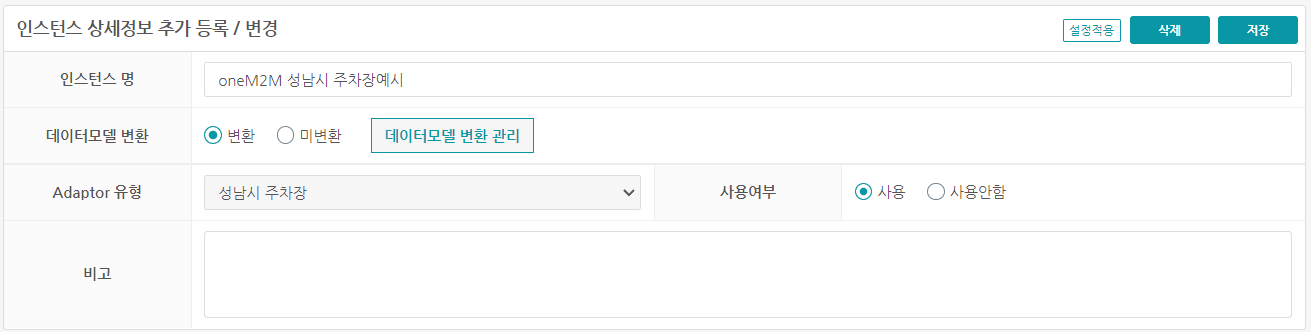 인스턴스 상세정보 추가 등록 / 변경
설정적용
삭제
저장
인스턴스 명
oneM2M 성남시 주차장예시
데이터모델 변환
변환
미변환
데이터모델 변환 관리
Adaptor 유형
성남시 주차장
사용여부
사용
사용안함
비고